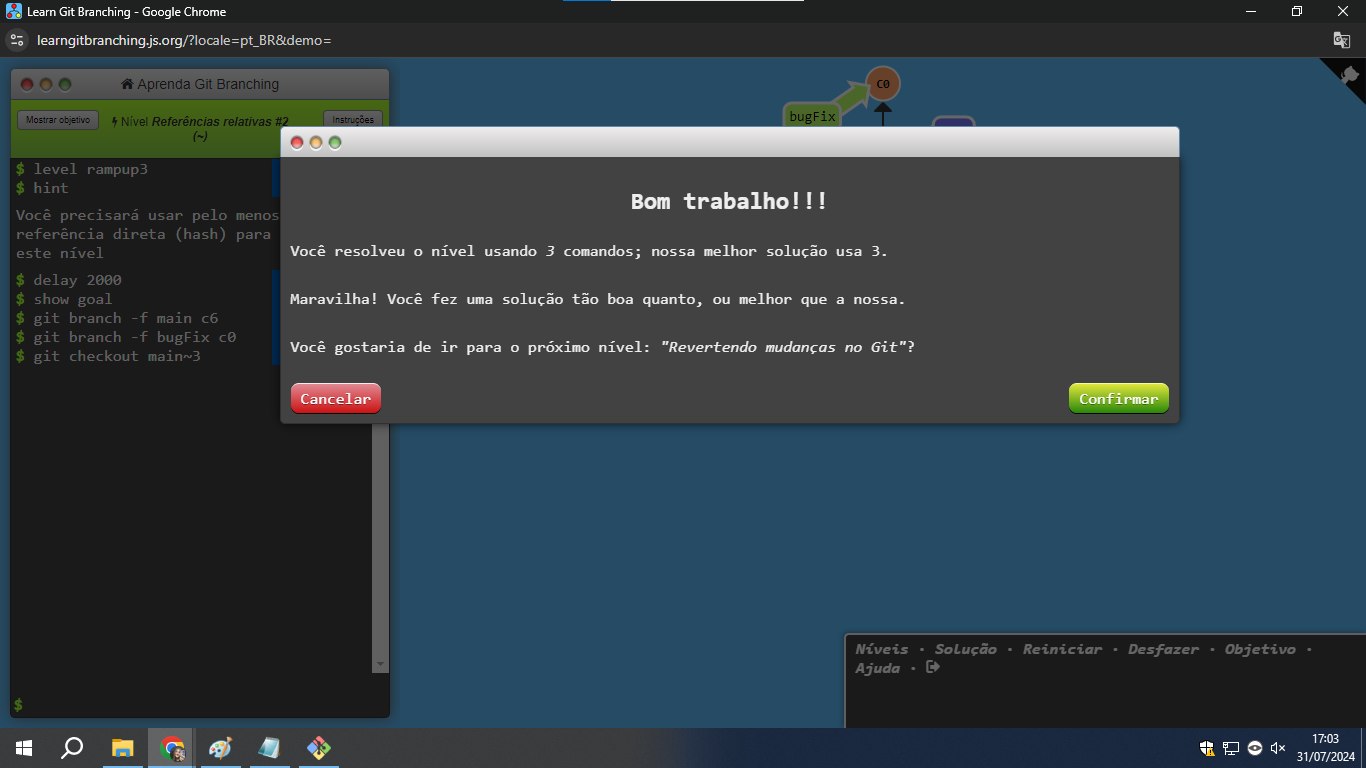 Learn Git Branching - Google Chrome
learngitbranching.js.org/?locale=pt_BR&demo=
Aprenda Git Branching
Mostrar objetivo
Nível Referências relativas #2
(~)
Instruções
$ level rampup3
$ hint
Você precisará usar pelo menos
referência direta (hash) para
este nível
$ delay 2000
$ show goal
$ git branch -f main c6
$ git branch -f bugFix c0
$ git checkout main~3
$
C0
bugFix
Bom trabalho!!!
Você resolveu o nível usando 3 comandos; nossa melhor solução usa 3.
Maravilha! Você fez uma solução tão boa quanto, ou melhor que a nossa.
Você gostaria de ir para o próximo nível: "Revertendo mudanças no Git"?
Cancelar
Confirmar
Níveis · Solução · Reiniciar · Desfazer · Objetivo ·
Ajuda ·
17:03
31/07/2024